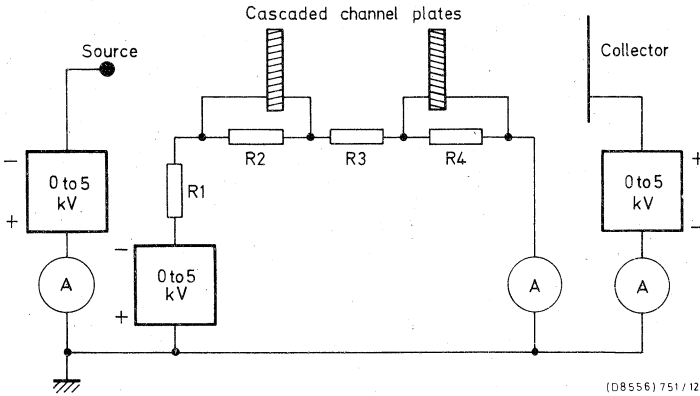 Cascaded channel plates
Source
Collector
R2
R3
R4
R1
−
0 to 5
kV
+
A
−
0 to 5
kV
+
A
+
0 to 5
kV
−
A
(D8556) 751/12